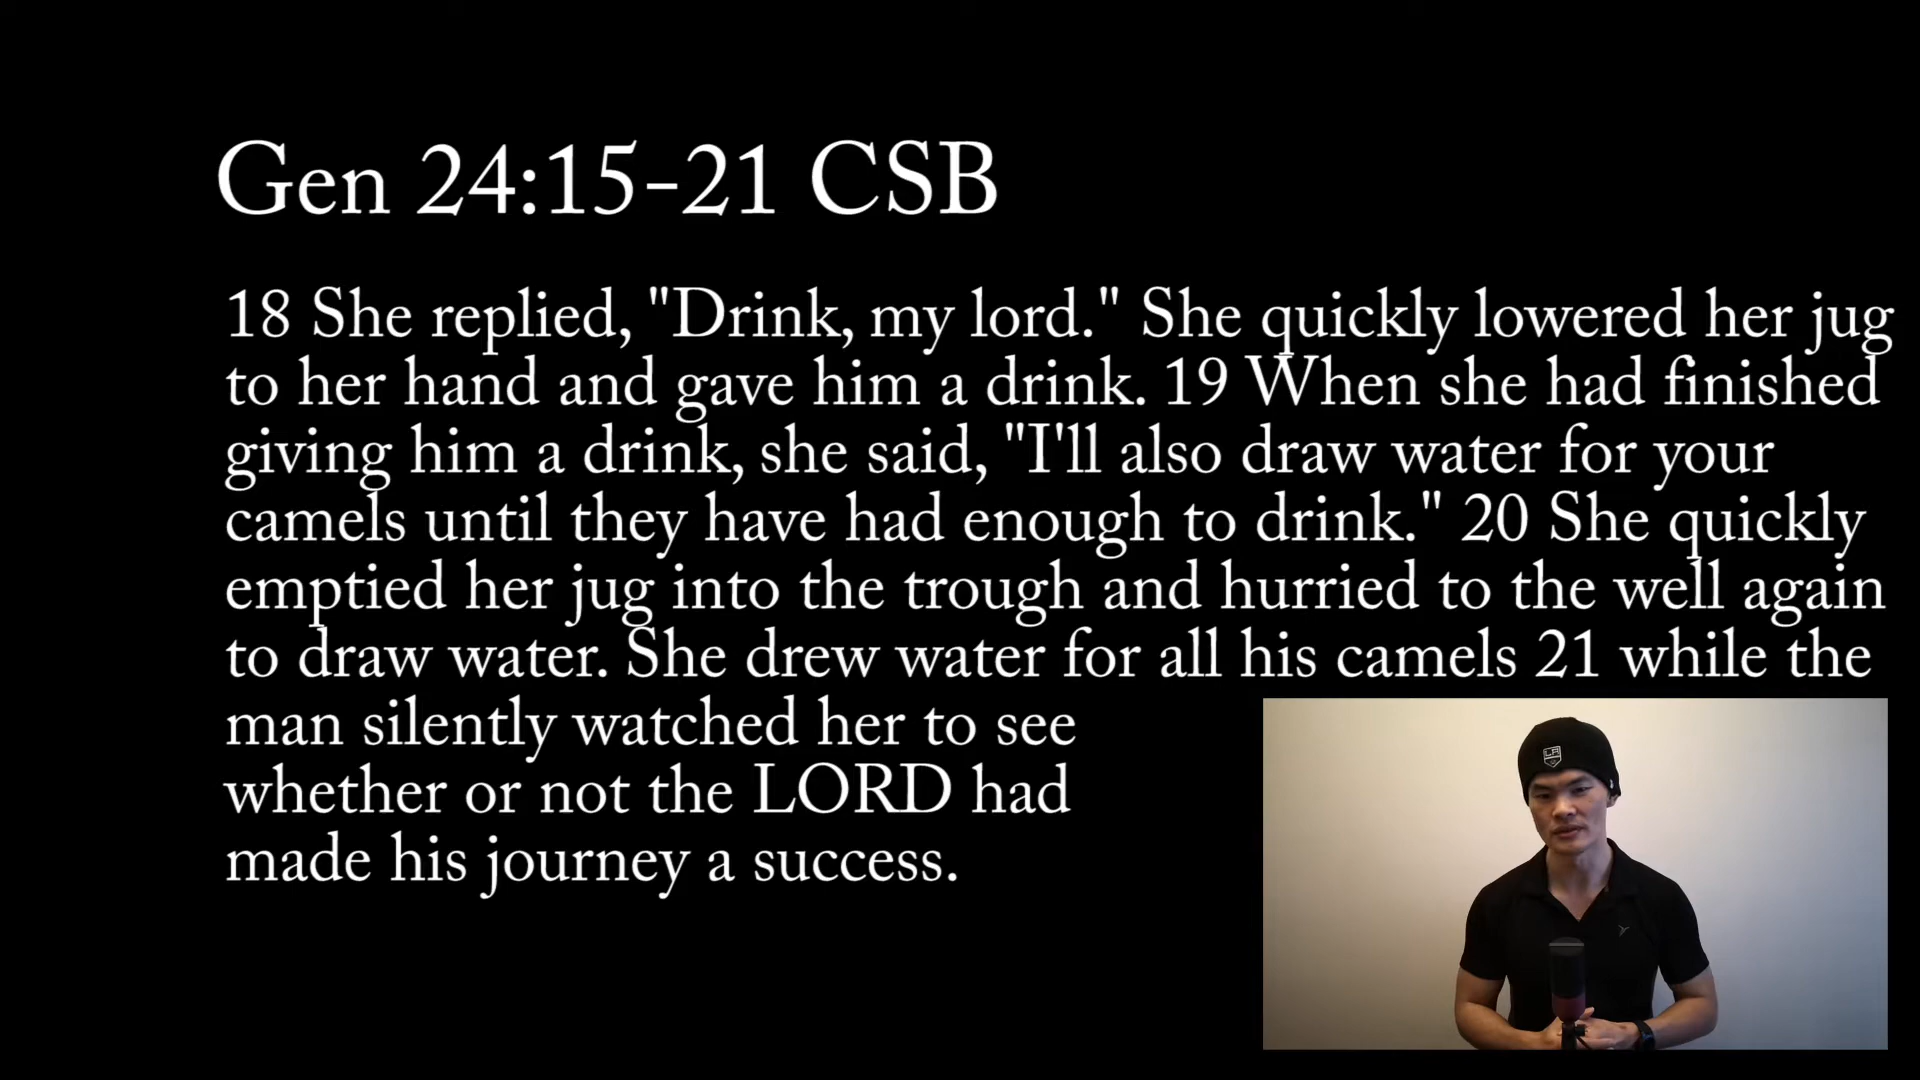 Gen 24:15-21 CSB
18 She replied, "Drink, my lord." She quickly lowered her jug
to her hand and gave him a drink. 19 When she had finished
giving him a drink, she said, "I'll also draw water for your
camels until they have had enough to drink." 20 She quickly
emptied her jug into the trough and hurried to the well again
to draw water. She drew water for all his camels 21 while the
man silently watched her to see
whether or not the LORD had
made his journey a success.
LA